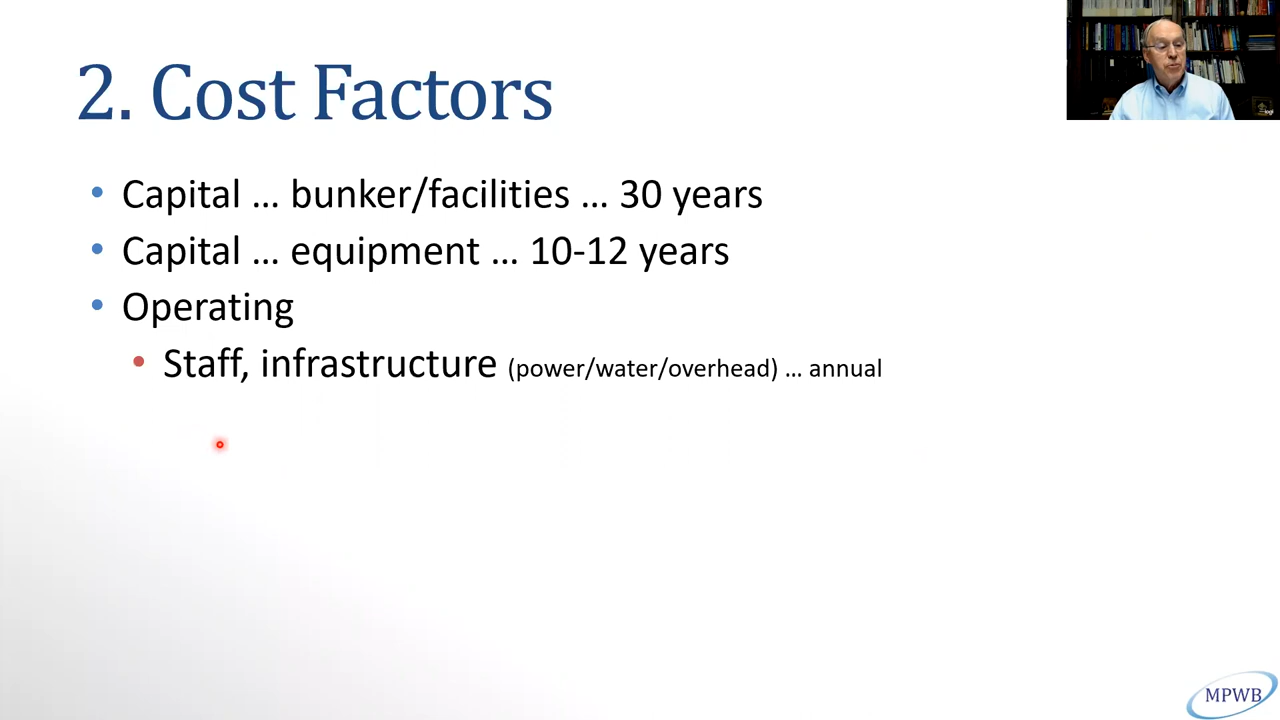 2. Cost Factors
• Capital … bunker/facilities … 30 years
• Capital … equipment … 10-12 years
• Operating
• Staff, infrastructure (power/water/overhead) … annual
MPWB